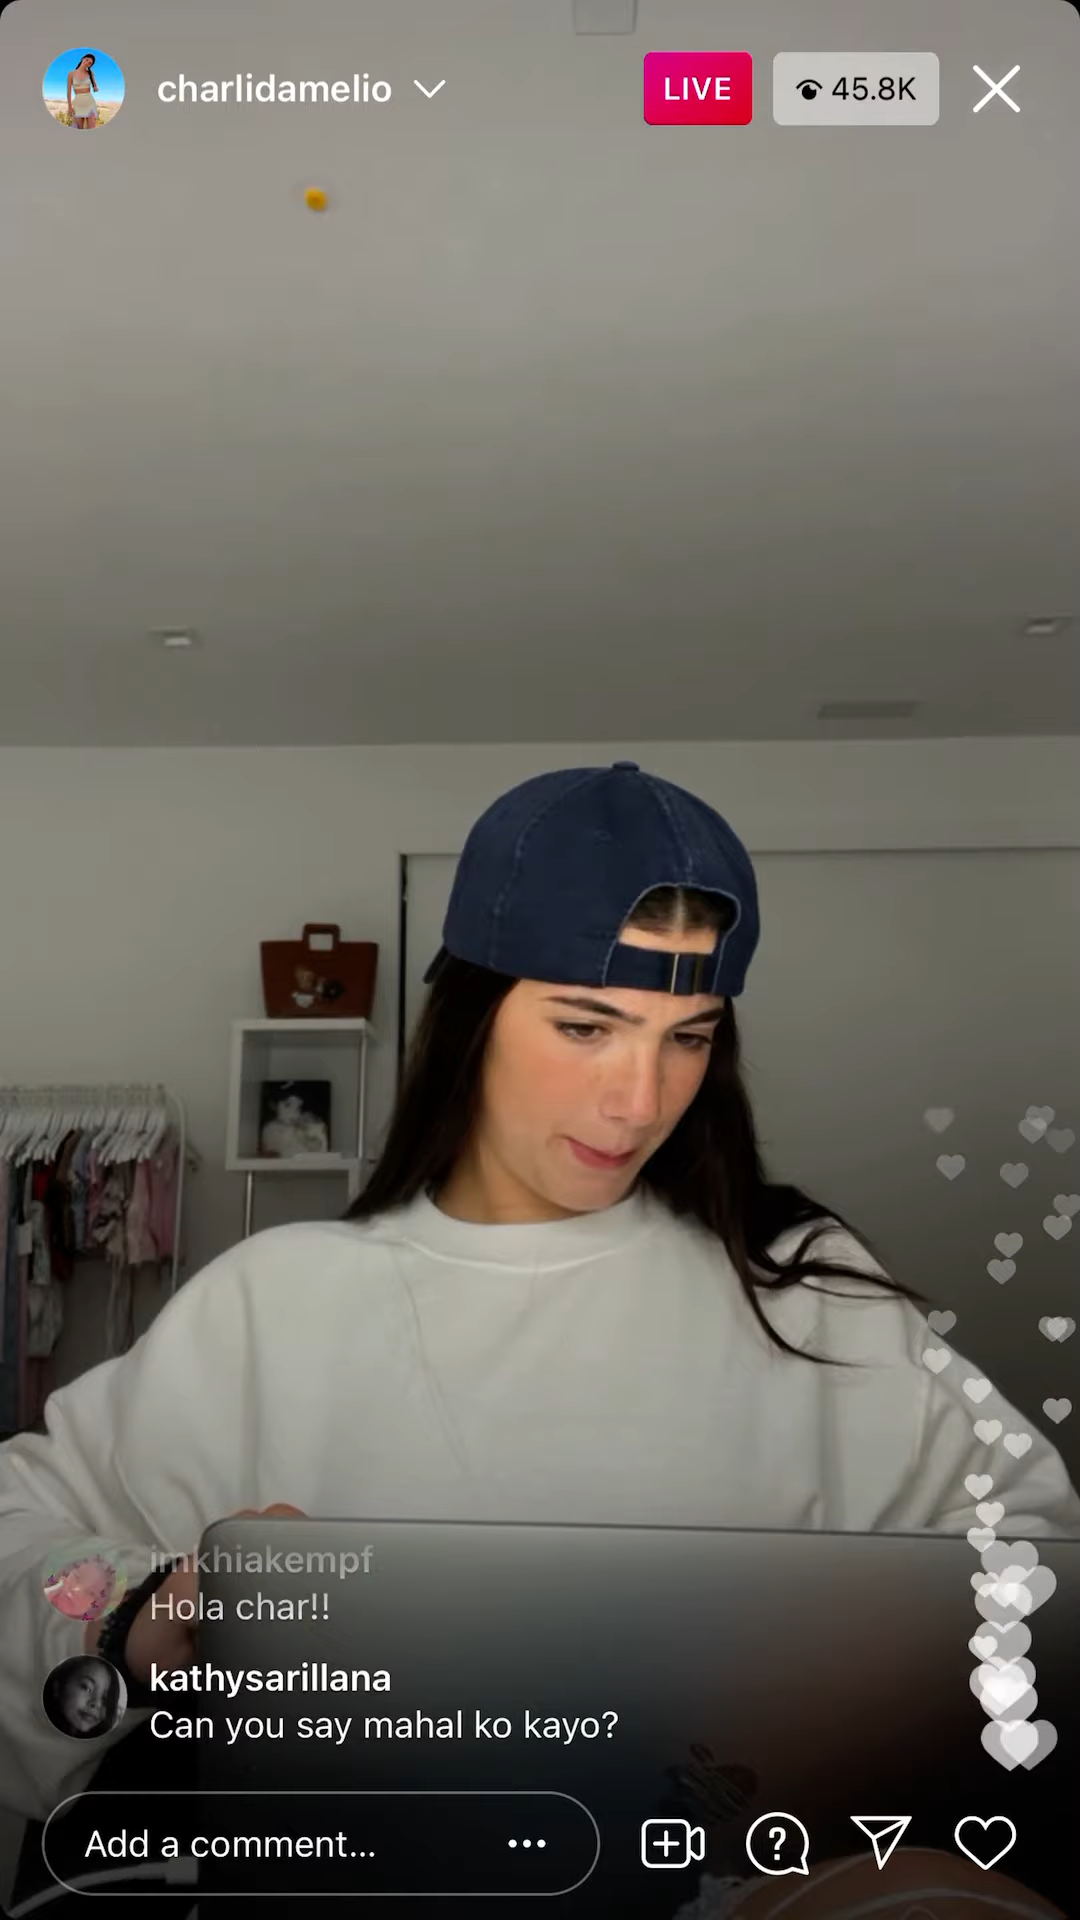 charlidamelio
LIVE
45.8K
imkhiakempf
Hola char!!
kathysarillana
Can you say mahal ko kayo?
Add a comment...